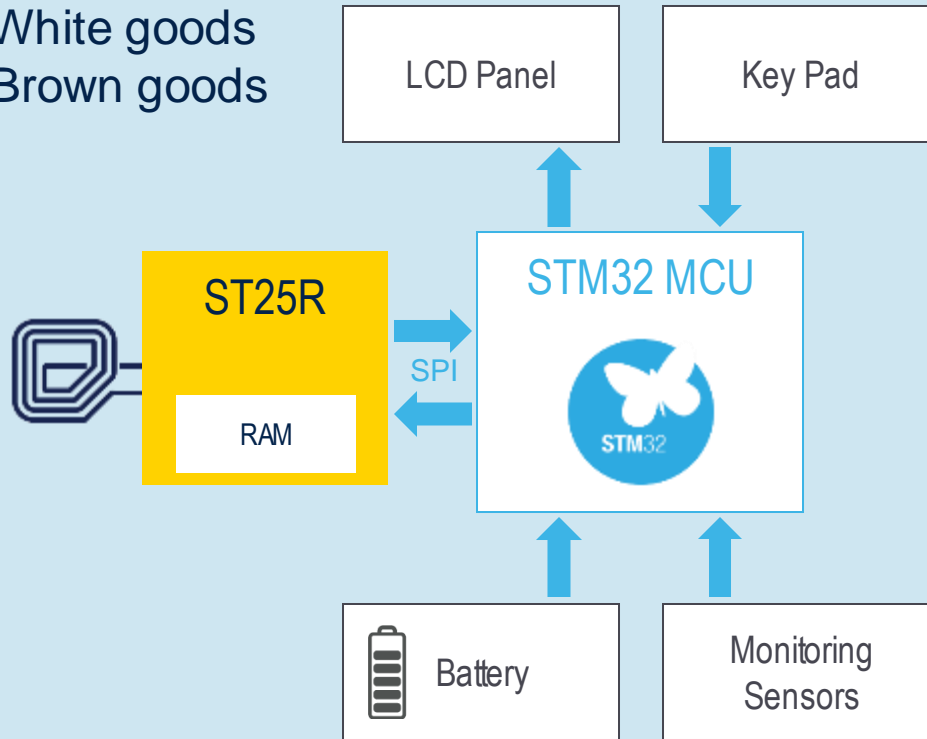 White goods
Brown goods
LCD Panel
Key Pad
ST25R
RAM
SPI
STM32 MCU
STM32
Battery
Monitoring
Sensors